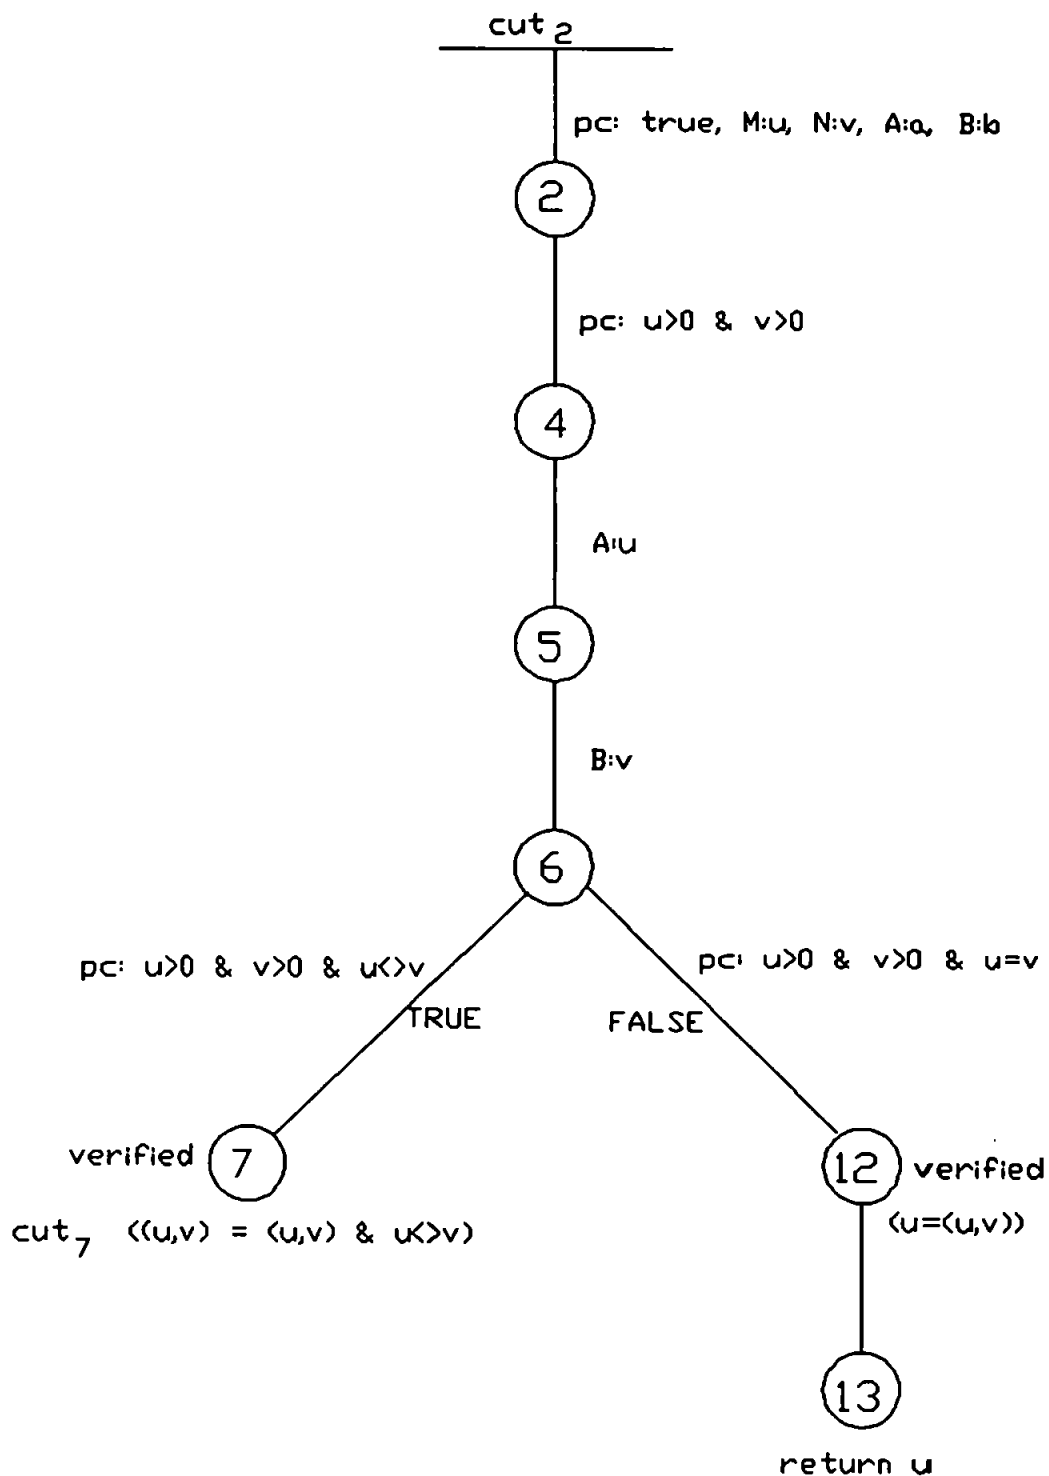 cut 2
pc: true, M:u, N:v, A:a, B:b
2
pc: u>0 & v>0
4
A:u
5
B:v
6
pc: u>0 & v>0 & u<>v
pc: u>0 & v>0 & u=v
TRUE
FALSE
verified 7
12 verified
cut 7 ((u,v) = (u,v) & u<>v)
(u=(u,v))
13
return u